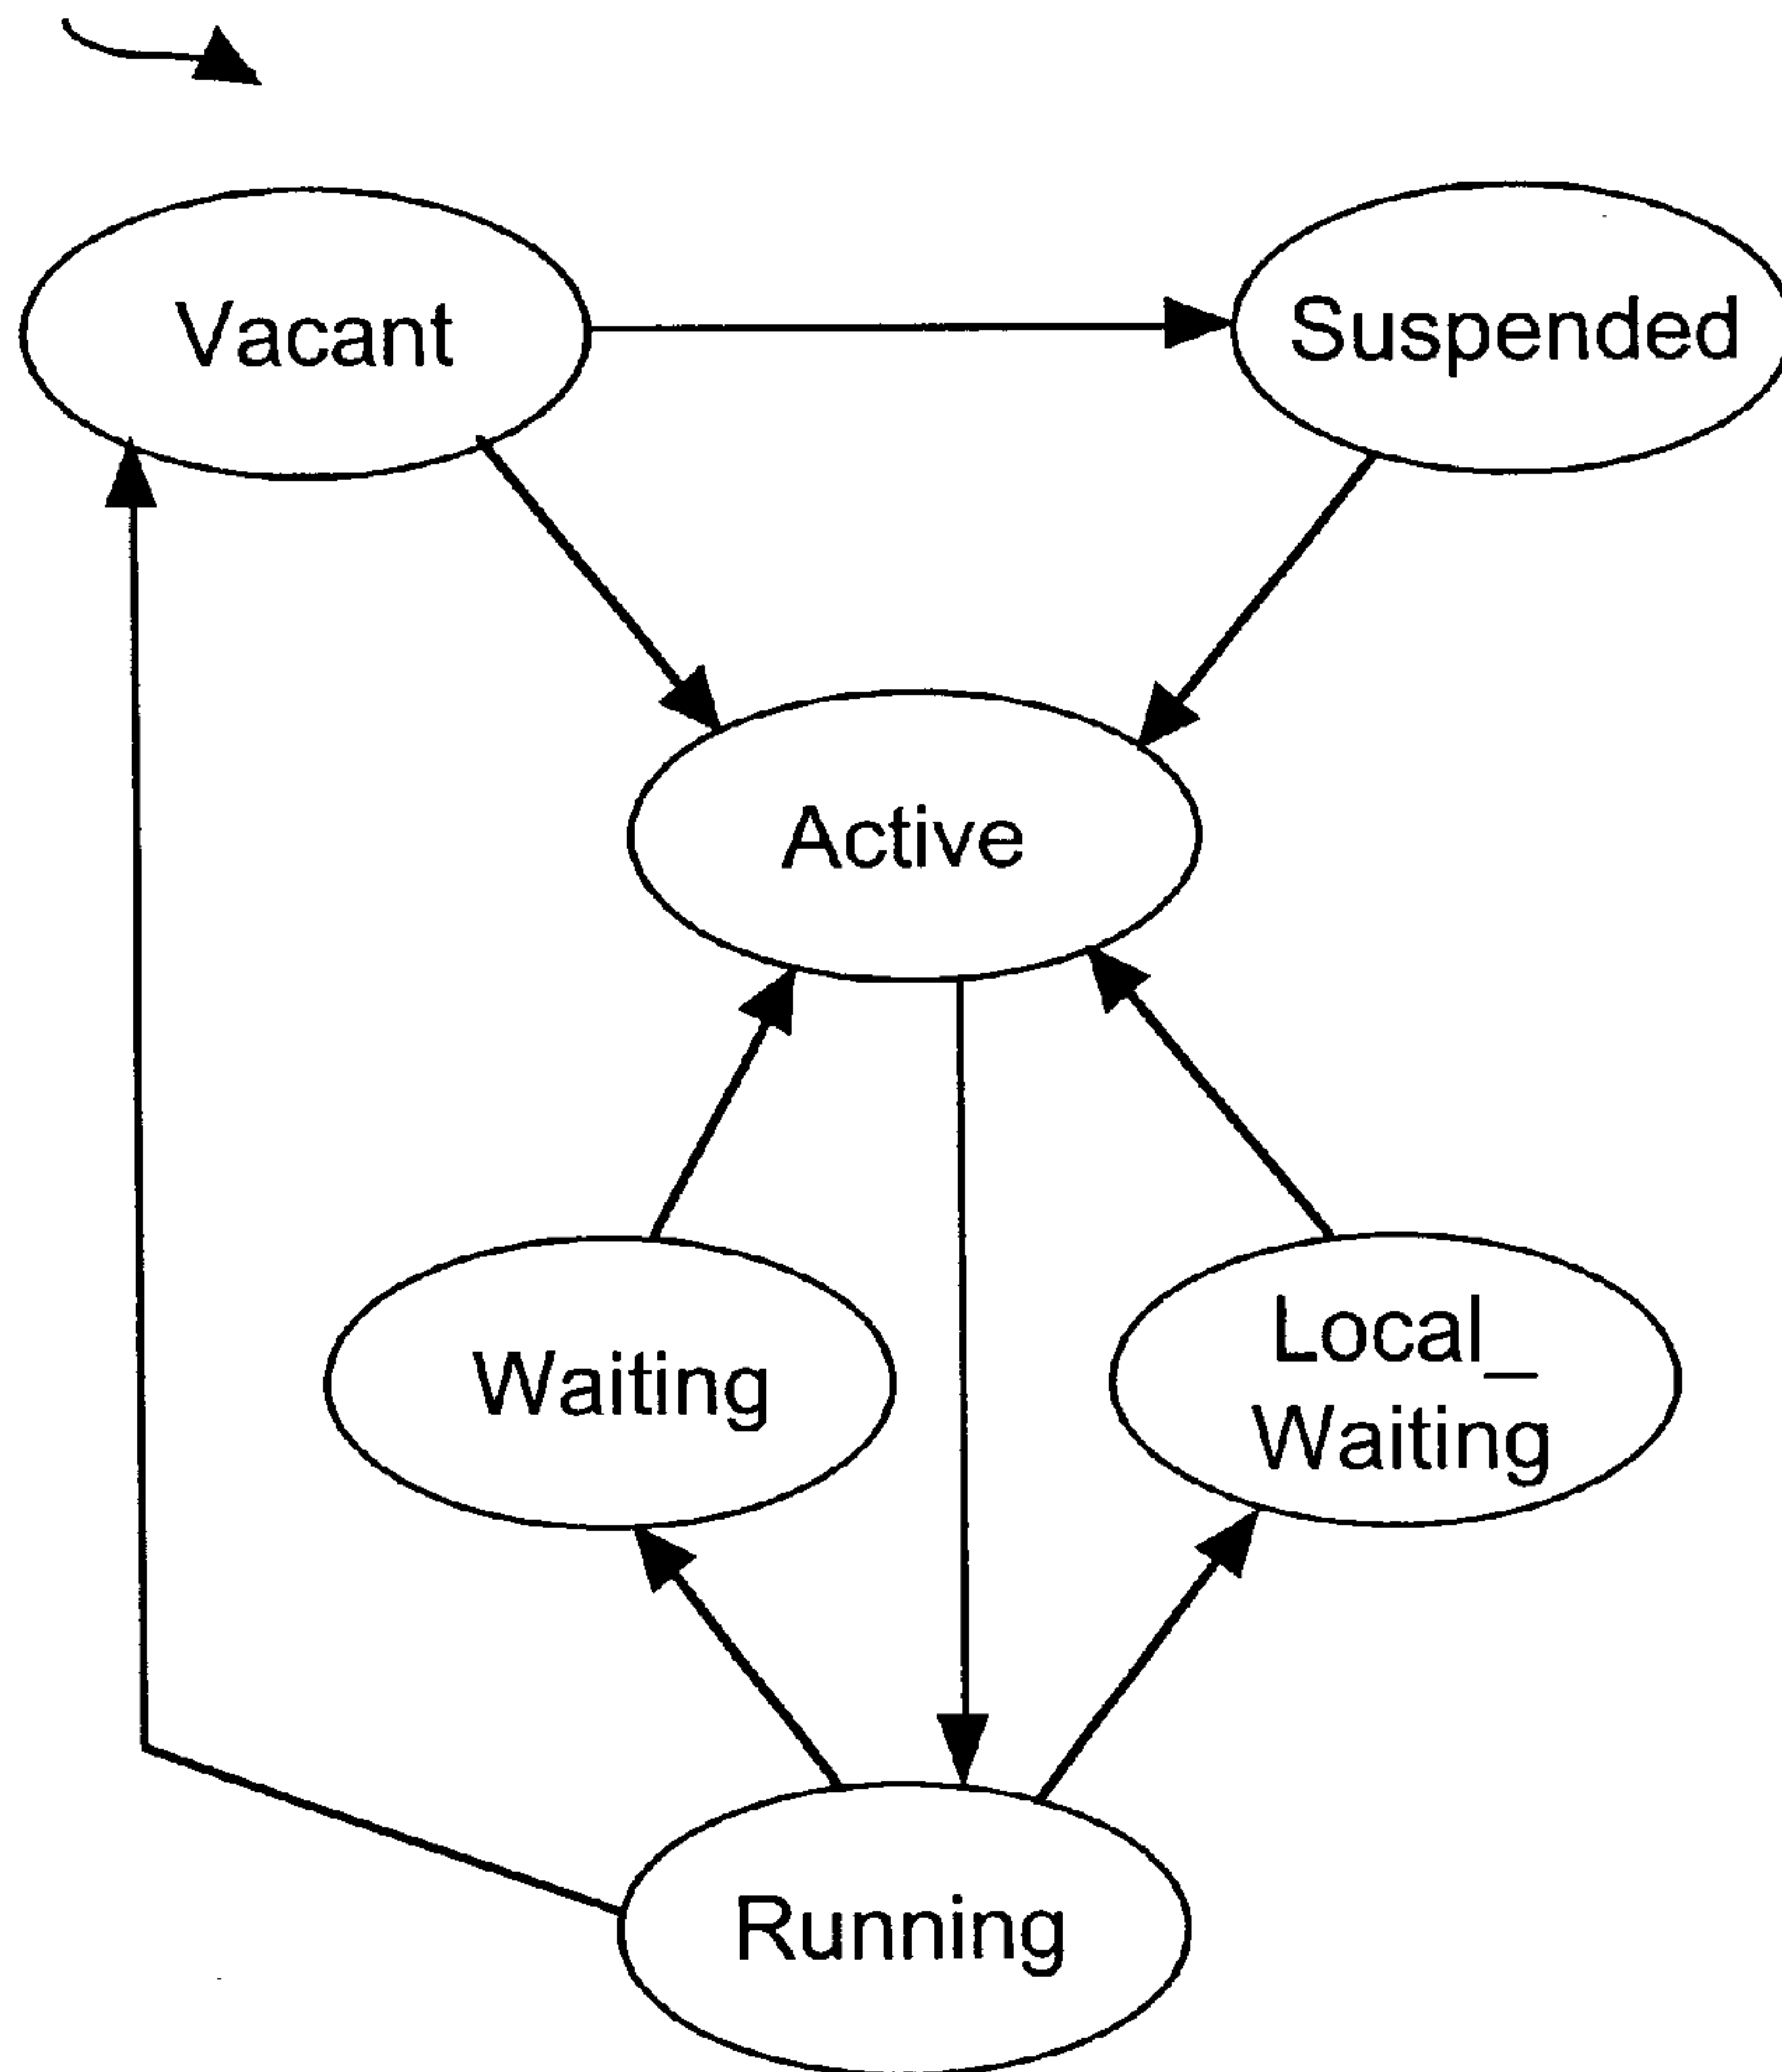 Vacant
Suspended
Active
Waiting
Local_
Waiting
Running